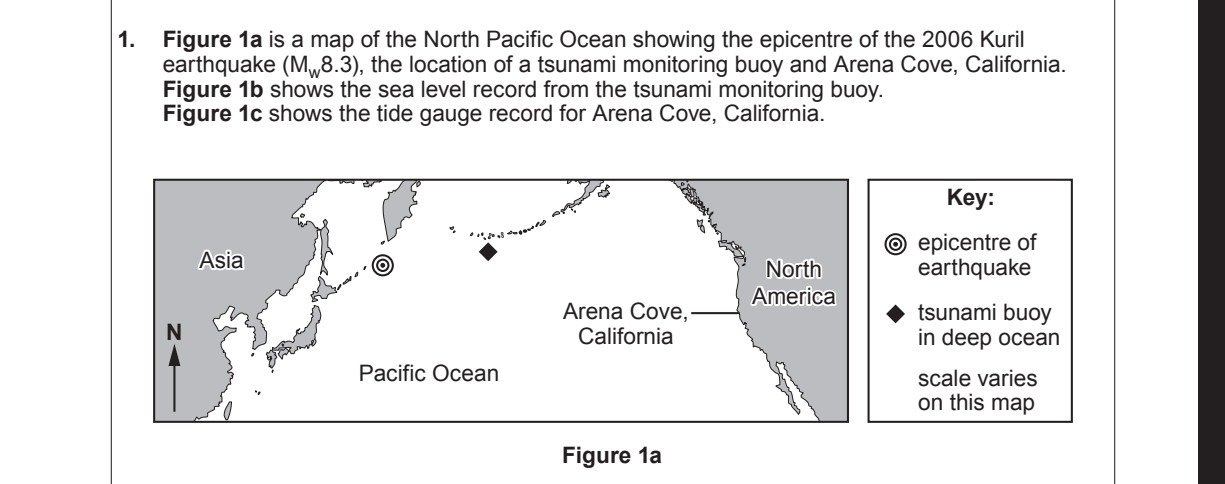 1. Figure 1a is a map of the North Pacific Ocean showing the epicentre of the 2006 Kuril
earthquake (Mw8.3), the location of a tsunami monitoring buoy and Arena Cove, California.
Figure 1b shows the sea level record from the tsunami monitoring buoy.
Figure 1c shows the tide gauge record for Arena Cove, California.
Asia
N
Pacific Ocean
Arena Cove,
California
North
America
Key:
epicentre of
earthquake
tsunami buoy
in deep ocean
scale varies
on this map
Figure 1a